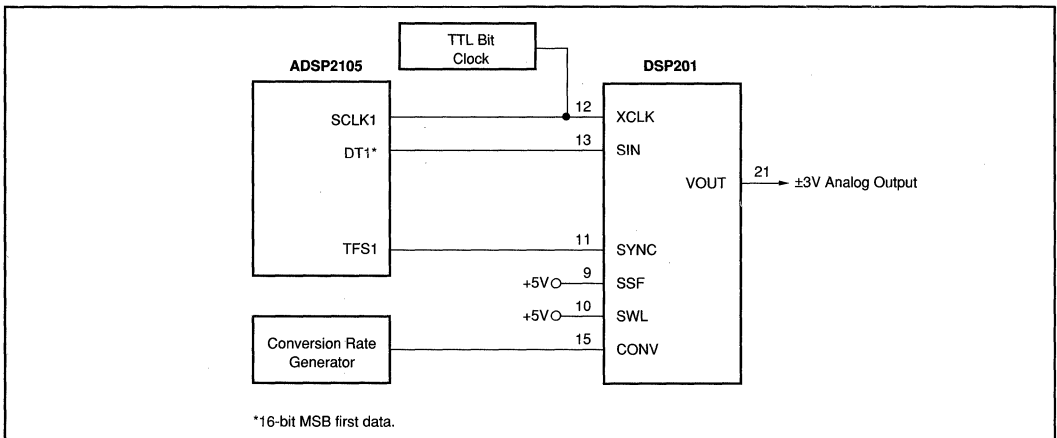 TTL Bit
Clock
ADSP2105
DSP201
SCLK1
12
XCLK
DT1*
13
SIN
VOUT
21
±3V Analog Output
TFS1
11
SYNC
+5V
9
SSF
+5V
10
SWL
Conversion Rate
Generator
15
CONV
*16-bit MSB first data.